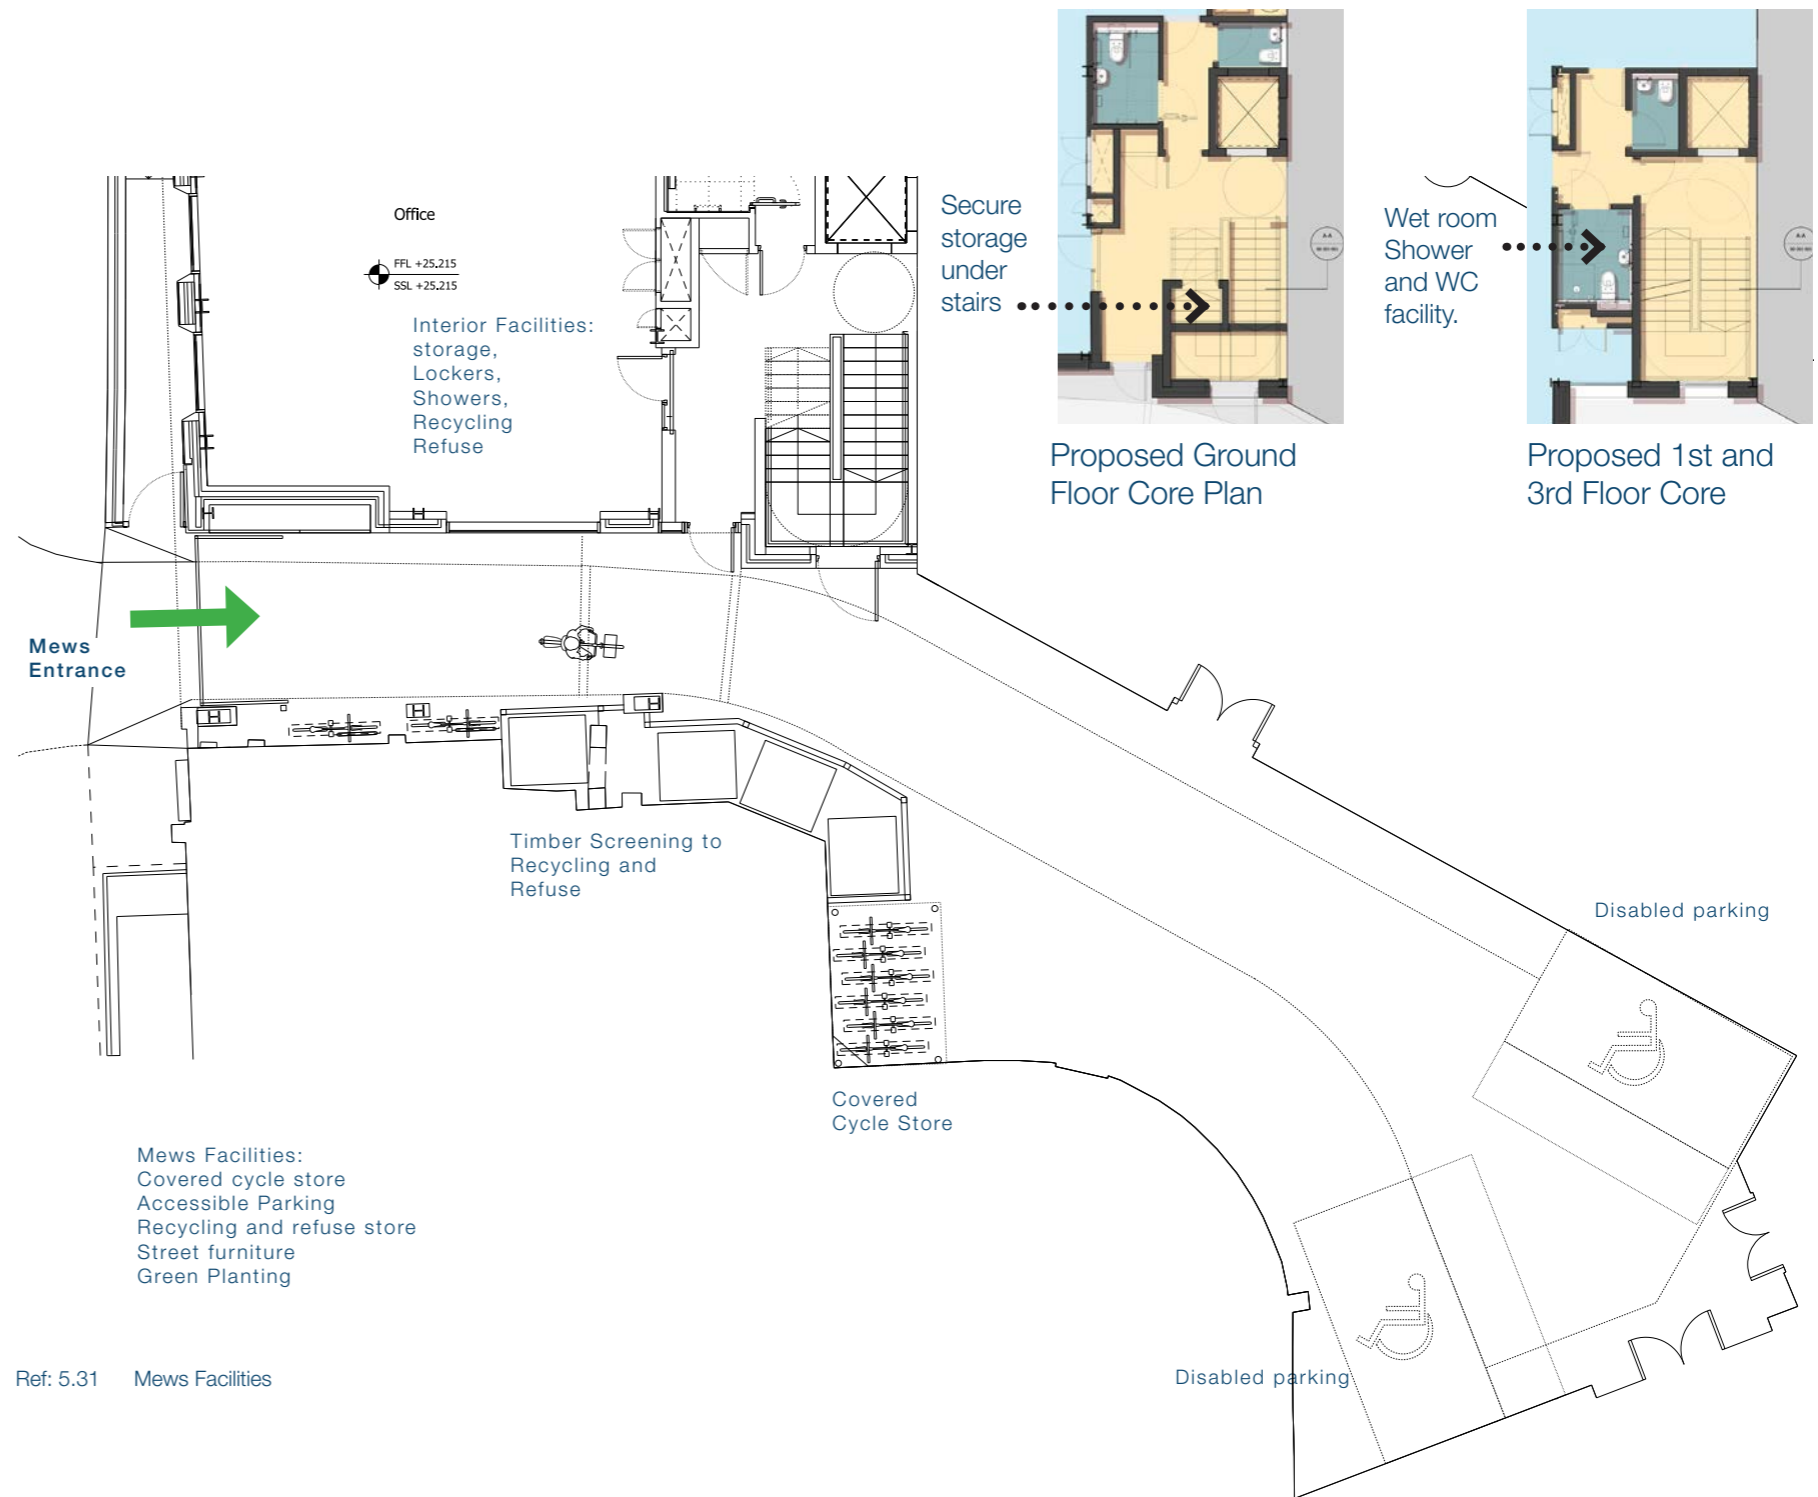 Office
FFL +25.215
SSL +25.215
Interior Facilities:
storage,
Lockers,
Showers,
Recycling
Refuse
Secure
storage
under
stairs
Wet room
Shower
and WC
facility.
A-A
A-A
Proposed Ground
Floor Core Plan
Proposed 1st and
3rd Floor Core
Mews
Entrance
Timber Screening to
Recycling and
Refuse
Disabled parking
Covered
Cycle Store
Mews Facilities:
Covered cycle store
Accessible Parking
Recycling and refuse store
Street furniture
Green Planting
Disabled parking
Ref: 5.31 Mews Facilities